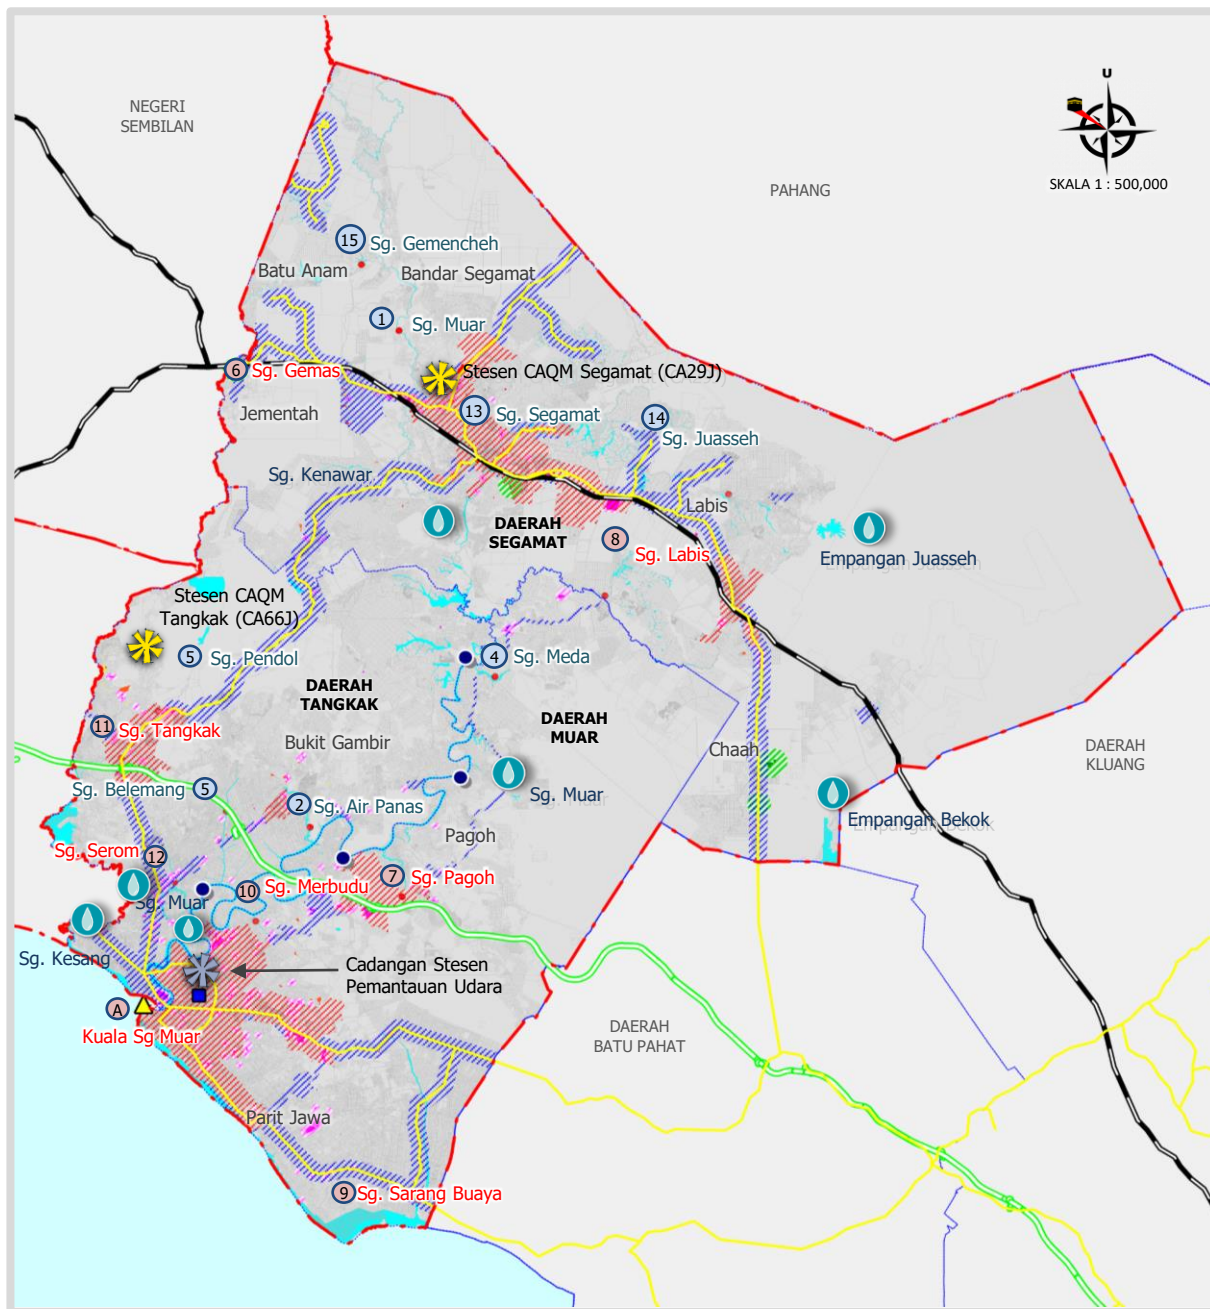 U
SKALA 1 : 500,000
NEGERI
SEMBILAN
PAHANG
15
Sg. Gemencheh
Batu Anam
Bandar Segamat
1
Sg. Muar
6
Sg. Gemas
Stesen CAQM Segamat (CA29J)
Jementah
13
Sg. Segamat
14
Sg. Juasseh
Sg. Kenawar
Labis
DAERAH
SEGAMAT
8
Sg. Labis
Empangan Juasseh
Stesen CAQM
Tangkak (CA66J)
5
Sg. Pendol
4
Sg. Meda
DAERAH
TANGKAK
DAERAH
MUAR
11
Sg. Tangkak
Bukit Gambir
Chaah
DAERAH
KLUANG
Sg. Belemang
5
2
Sg. Air Panas
Sg. Muar
Empangah Bekok
Pagoh
Sg. Serom
12
7
Sg. Pagoh
10
Sg. Merbudu
Sg. Muar
Sg. Kesang
Cadangan Stesen
Pemantauan Udara
A
Kuala Sg Muar
DAERAH
BATU PAHAT
Parit Jawa
9
Sg. Sarang Buaya